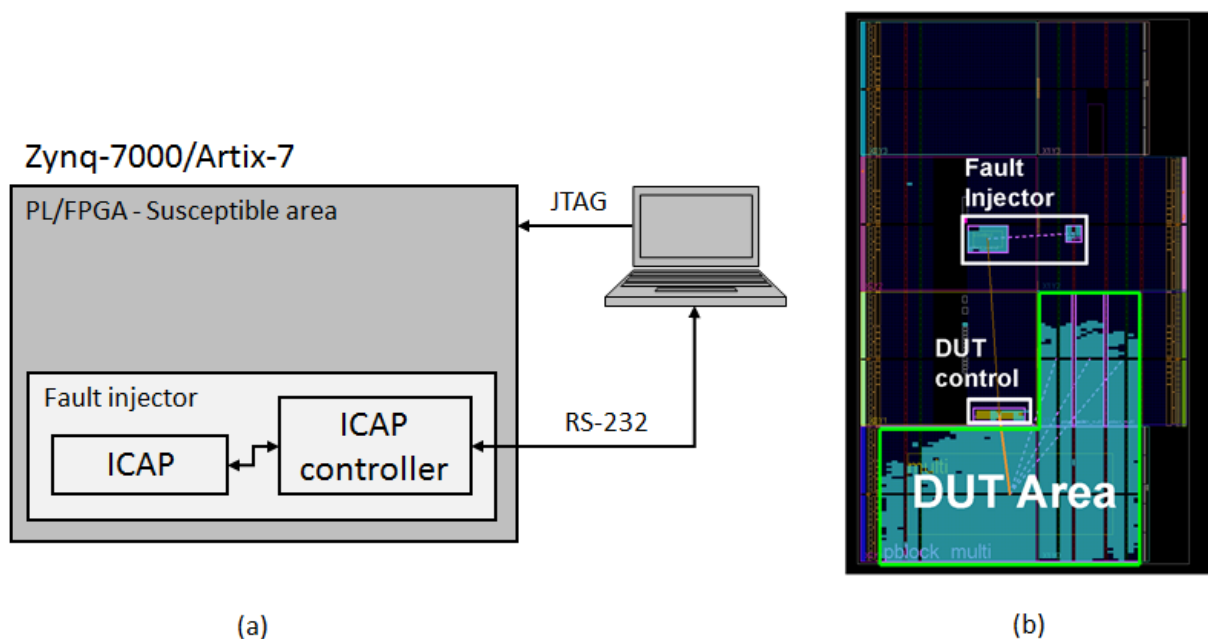 Zynq-7000/Artix-7
PL/FPGA - Susceptible area
JTAG
Fault injector
ICAP
ICAP
controller
RS-232
(a)
Fault
Injector
DUT
control
multi
DUT Area
pblock_multi
(b)